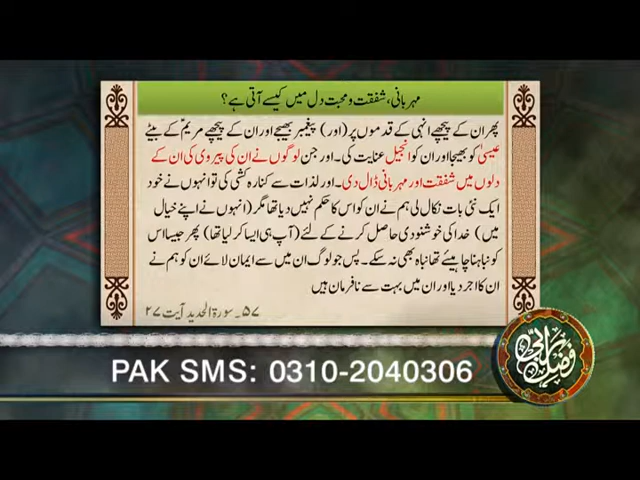 مہربانی، شفقت و محبت دل میں کیسے آتی ہے؟
پھر ان کے پیچھے انہی کے قدموں پر (اور) پیغمبر بھیجے اور ان کے پیچھے مریمؑ کے بیٹے
عیسیٰؑ کو بھیجا اور ان کو انجیل عنایت کی۔ اور جن لوگوں نے ان کی پیروی کی ان کے
دلوں میں شفقت اور مہربانی ڈال دی۔ اور لذات سے کنارہ کشی کی تو انہوں نے خود
ایک نئی بات نکال لی ہم نے ان کو اس کا حکم نہیں دیا تھا مگر (انہوں نے اپنے خیال
میں) خدا کی خوشنودی حاصل کرنے کے لئے (آپ ہی ایسا کر لیا تھا) پھر جیسا اس
کو نباہنا چاہیئے تھا نباہ بھی نہ سکے۔ پس جو لوگ ان میں سے ایمان لائے ان کو ہم نے
ان کا اجر دیا اور ان میں بہت سے نافرمان ہیں
۵۷۔ سورۃ الحدید آیت ۲۷
PAK SMS: 0310-2040306
فضل ربی